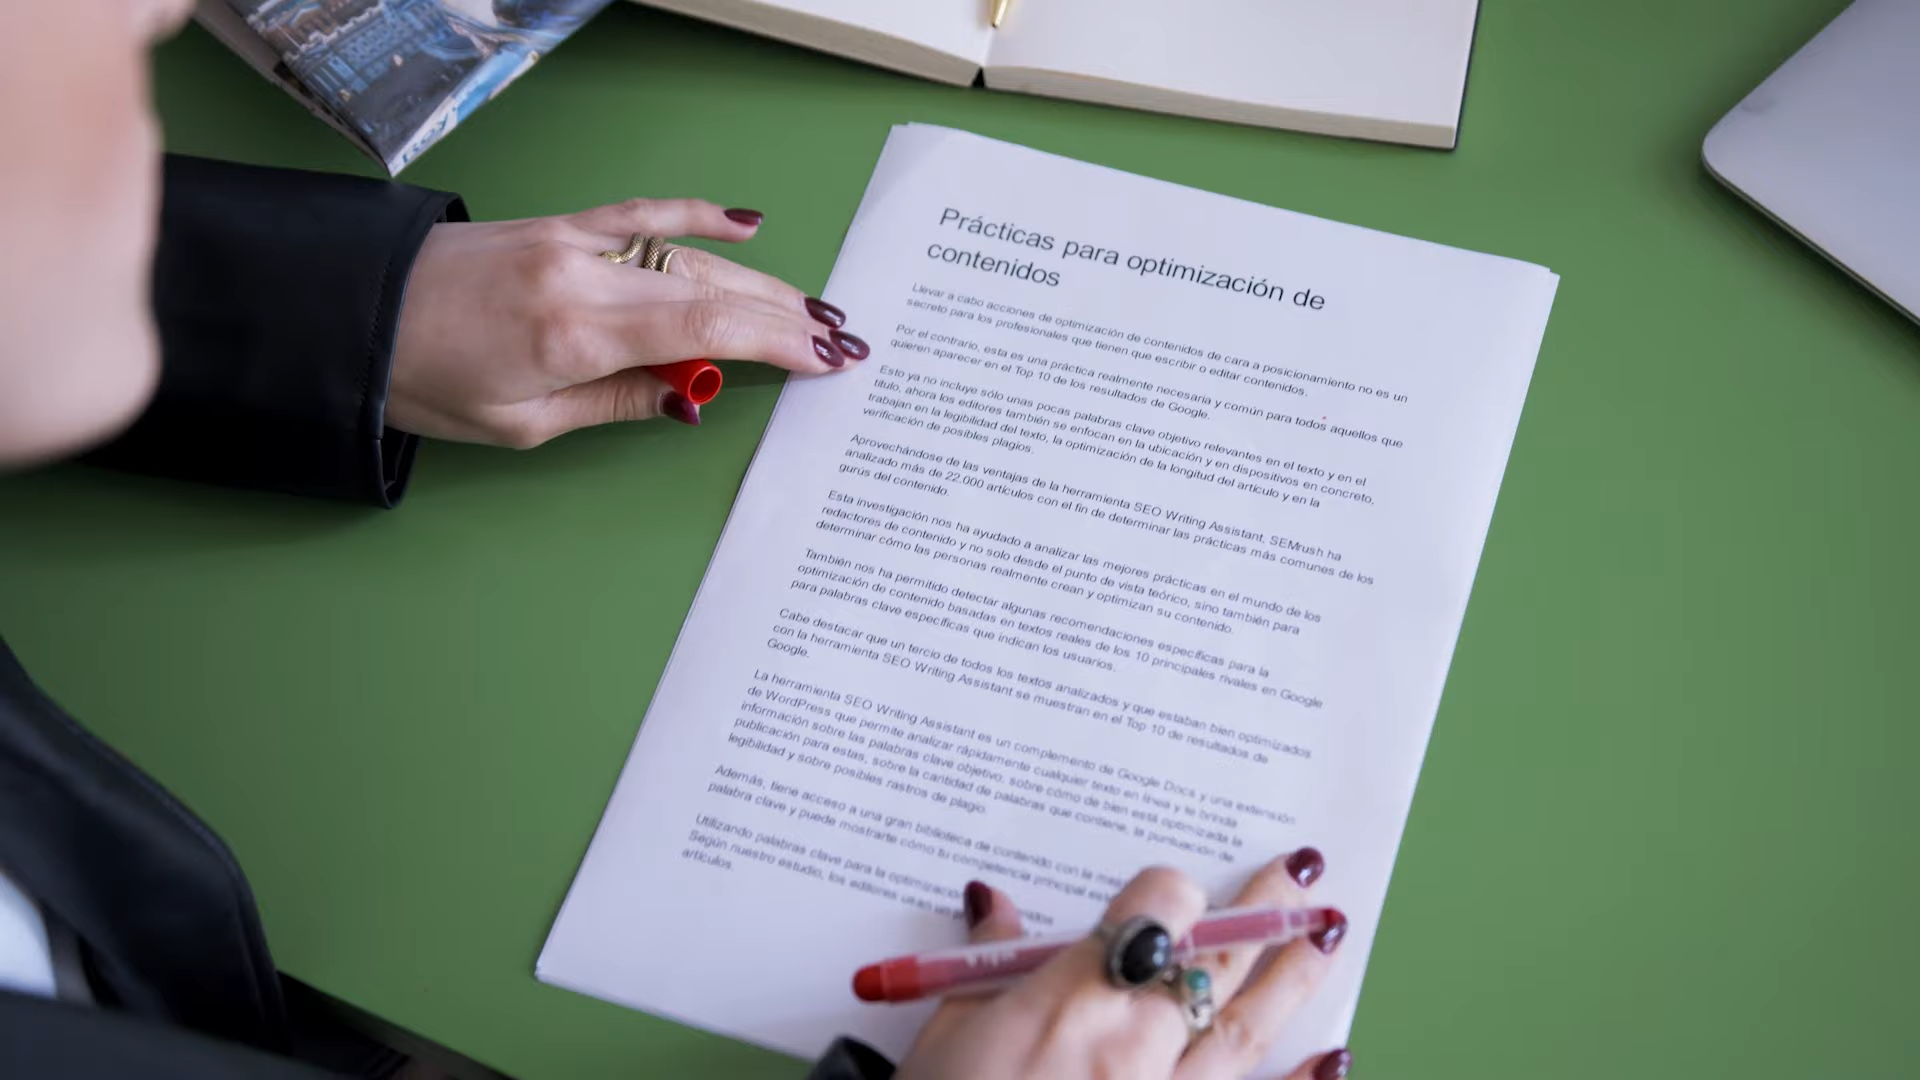 Prácticas para optimización de
contenidos
Llevar a cabo acciones de optimización de contenidos de cara a posicionamiento no es un
secreto para los profesionales que tienen que escribir o editar contenidos.
Por el contrario, esta es una práctica realmente necesaria y común para todos aquellos que
quieren aparecer en el Top 10 de los resultados de Google.
Esto ya no incluye sólo unas pocas palabras clave objetivo relevantes en el texto y en el
título, ahora los editores también se enfocan en la ubicación y en dispositivos en concreto,
trabajan en la legibilidad del texto, la optimización de la longitud del artículo y en la
verificación de posibles plagios.
Aprovechándose de las ventajas de la herramienta SEO Writing Assistant, SEMrush ha
analizado más de 22.000 artículos con el fin de determinar las prácticas más comunes de los
gurús del contenido.
Esta investigación nos ha ayudado a analizar las mejores prácticas en el mundo de los
redactores de contenido y no solo desde el punto de vista teórico, sino también para
determinar cómo las personas realmente crean y optimizan su contenido.
También nos ha permitido detectar algunas recomendaciones específicas para la
optimización de contenido basadas en textos reales de los 10 principales rivales en Google
para palabras clave específicas que indican los usuarios.
Cabe destacar que un tercio de todos los textos analizados y que estaban bien optimizados
con la herramienta SEO Writing Assistant se muestran en el Top 10 de resultados de
Google.
La herramienta SEO Writing Assistant es un complemento de Google Docs y una extensión
de WordPress que permite analizar rápidamente cualquier texto en línea y te brinda
información sobre las palabras clave objetivo, sobre cómo de bien está optimizada la
publicación para estas, sobre la cantidad de palabras que contiene, la puntuación de
legibilidad y sobre posibles rastros de plagio.
Además, tiene acceso a una gran biblioteca de contenido con la
palabra clave y puede mostrarte cómo tu competencia principal
Utilizando palabras clave para la optimización
Según nuestro estudio, los editores usan un
artículos.